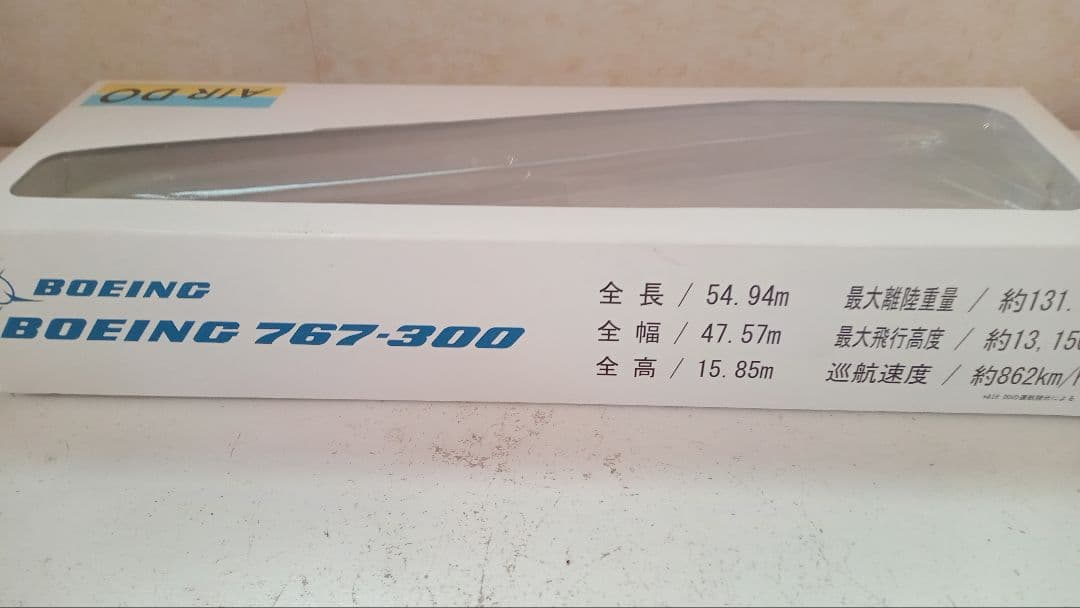 AIR DO
BOEING
BOEING 767-300
全長 / 54.94m
全幅 / 47.57m
全高 / 15.85m
最大離陸重量 / 約131.
最大飛行高度 / 約13,150
巡航速度 / 約862km/h